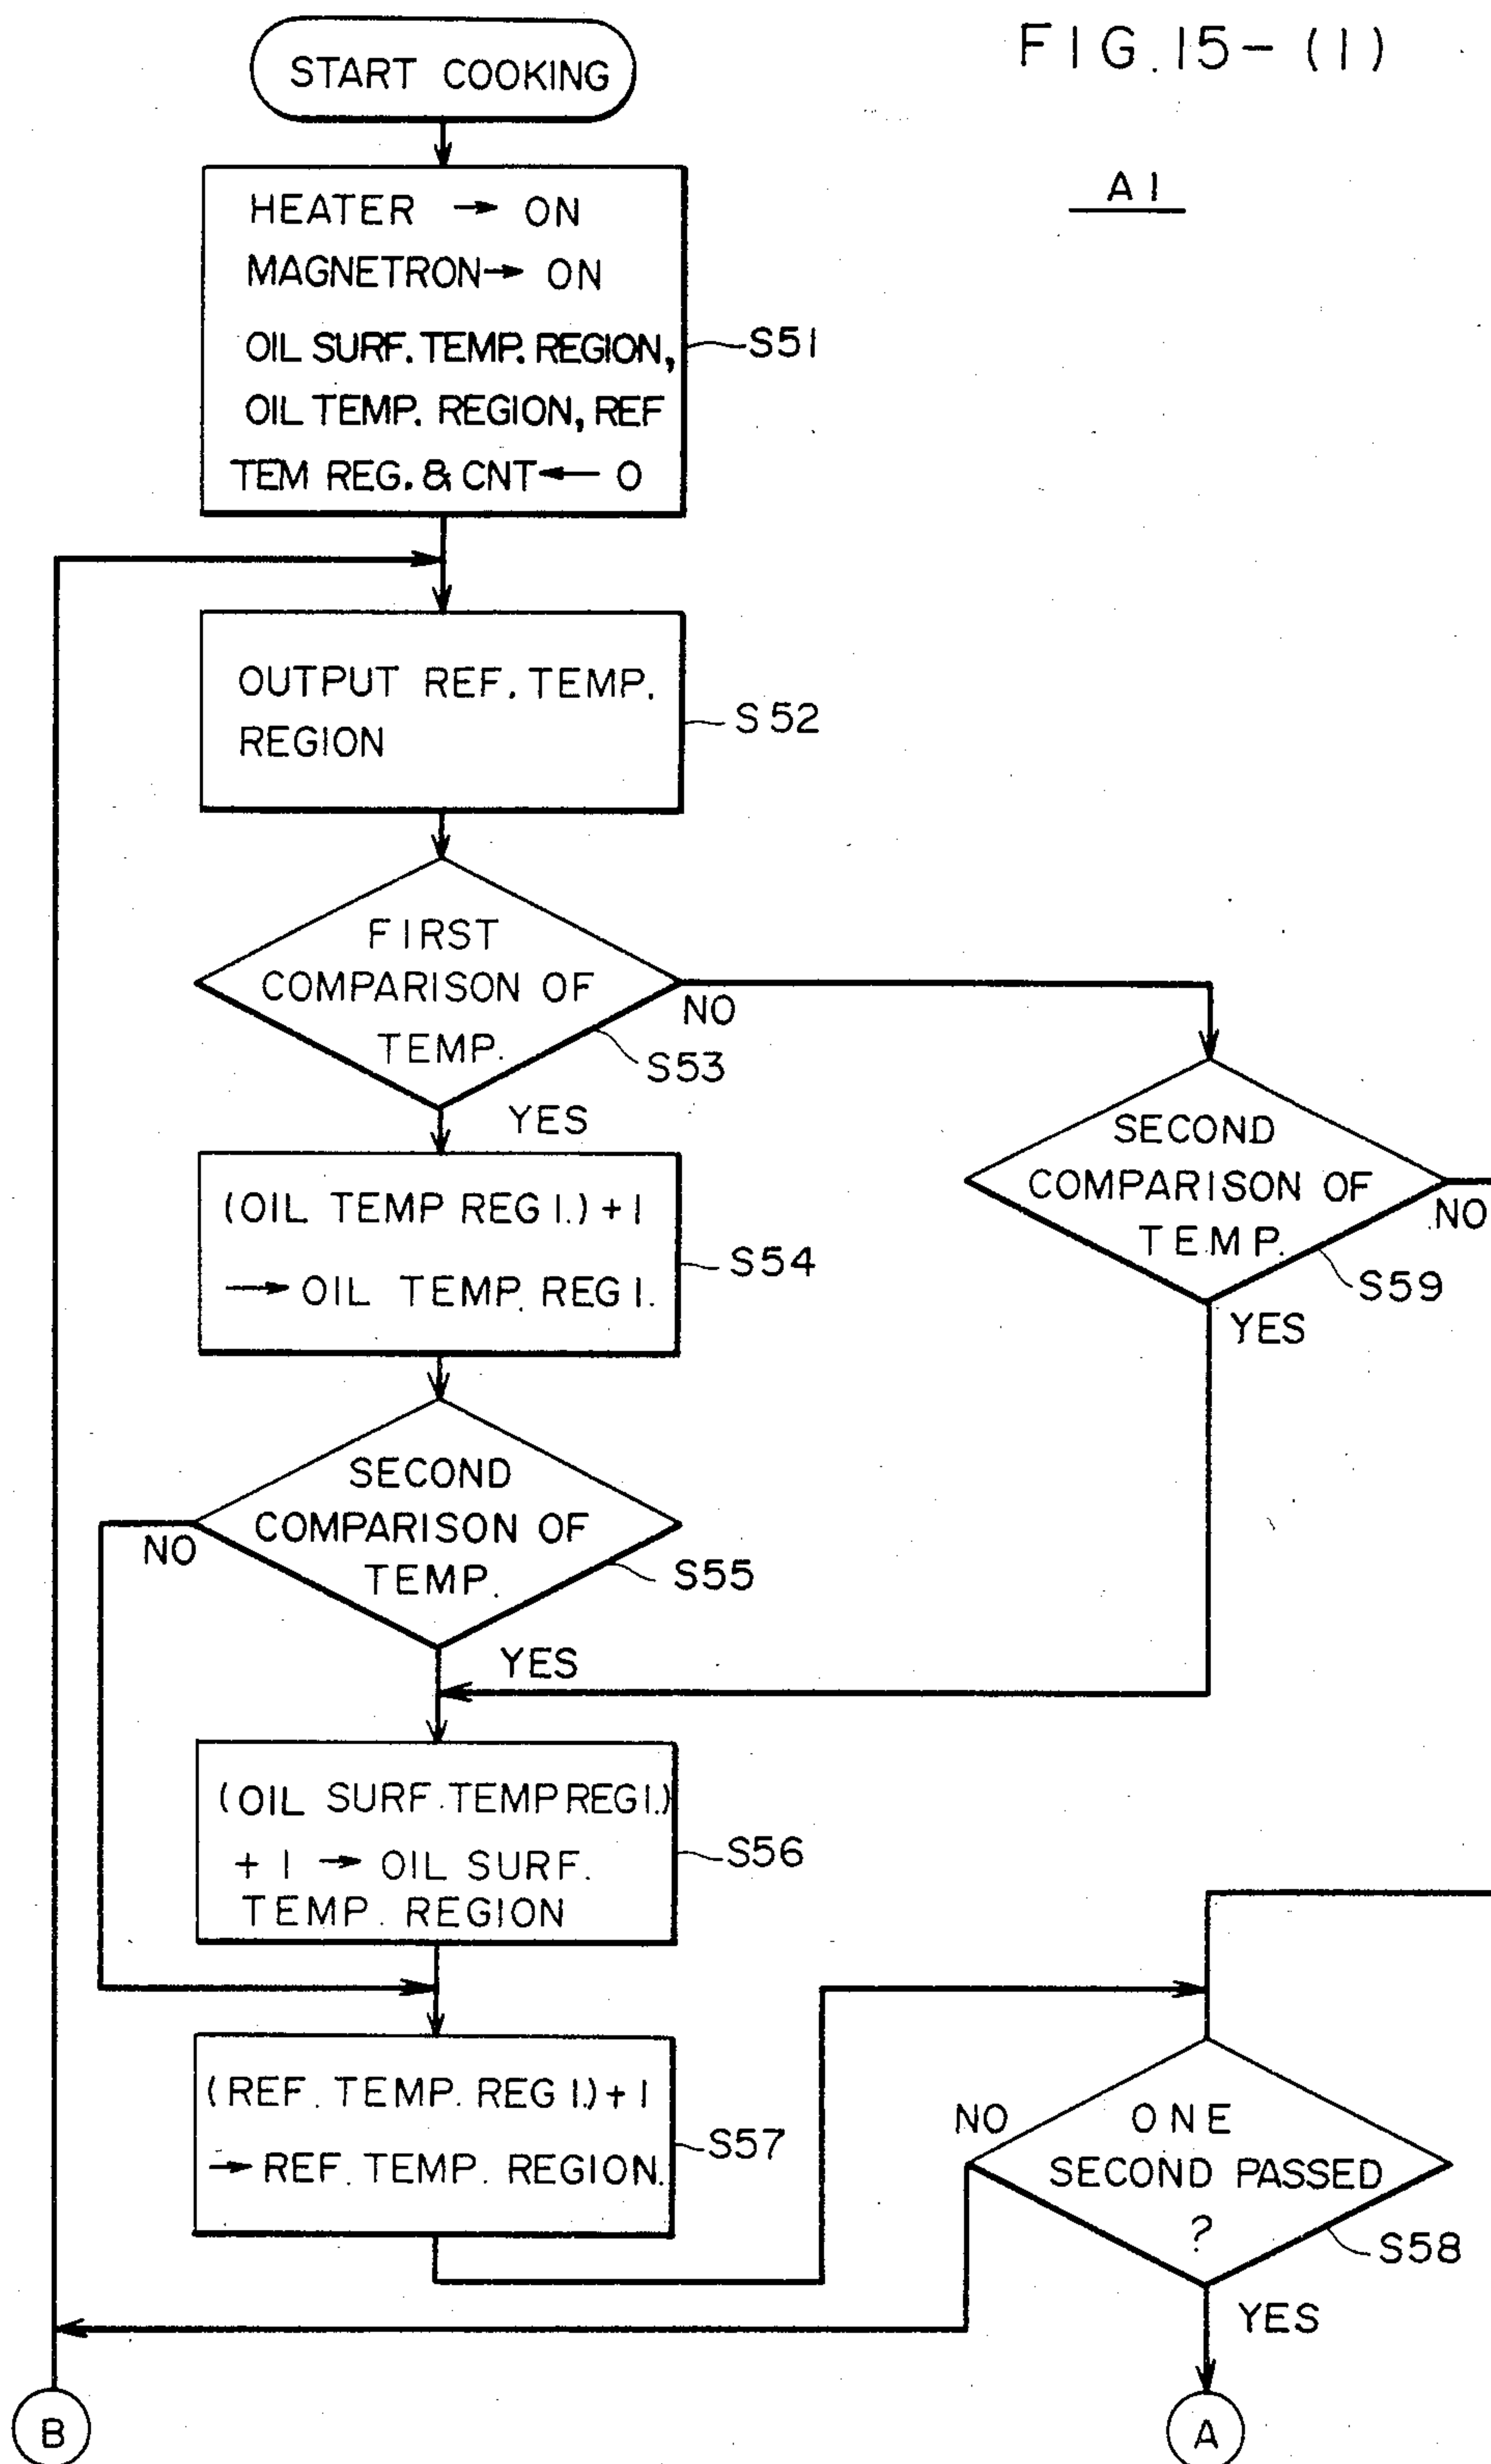 FIG.15-(1)
A1
START COOKING
HEATER → ON
MAGNETRON→ ON
OIL SURF. TEMP. REGION,
OIL TEMP. REGION, REF
TEM REG. & CNT← 0
S51
OUTPUT REF. TEMP.
REGION
S52
FIRST
COMPARISON OF
TEMP.
NO
S53
YES
(OIL TEMP REGI.)+1
→ OIL TEMP. REGI.
S54
SECOND
COMPARISON OF
TEMP.
NO
S59
YES
SECOND
COMPARISON OF
TEMP.
NO
S55
YES
(OIL SURF. TEMP REGI.)
+ 1 → OIL SURF.
TEMP. REGION
S56
(REF. TEMP. REGI.)+1
→ REF. TEMP. REGION.
S57
NO
ONE
SECOND PASSED
?
S58
YES
B
A